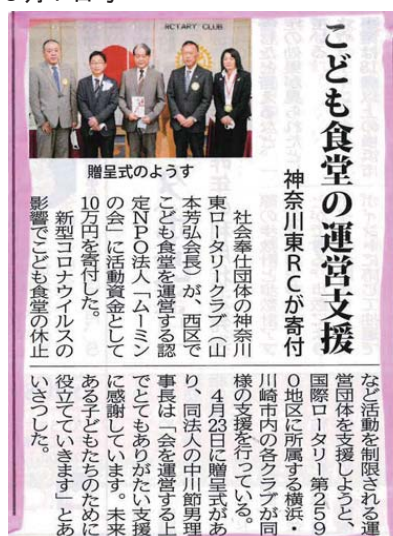 こども食堂の運営支援
神奈川東RCが寄付
ROTARY CLUB
贈呈式のようす
社会奉仕団体の神奈川
東ロータリークラブ（山
本芳弘会長）が、西区で
こども食堂を運営する認
定NPO法人「ムーミン
の会」に活動資金として
10万円を寄付した。
新型コロナウイルスの
影響でこども食堂の休止
など活動を制限される運
営団体を支援しようと、
国際ロータリー第259
0地区に所属する横浜・
川崎市内の各クラブが同
様の支援を行っている。
4月23日に贈呈式があ
り、同法人の中川節男理
事長は「会を運営する上
でとてもありがたい支援
に感謝しています。未来
ある子どもたちのために
役立てていきます」とあ
いさつした。